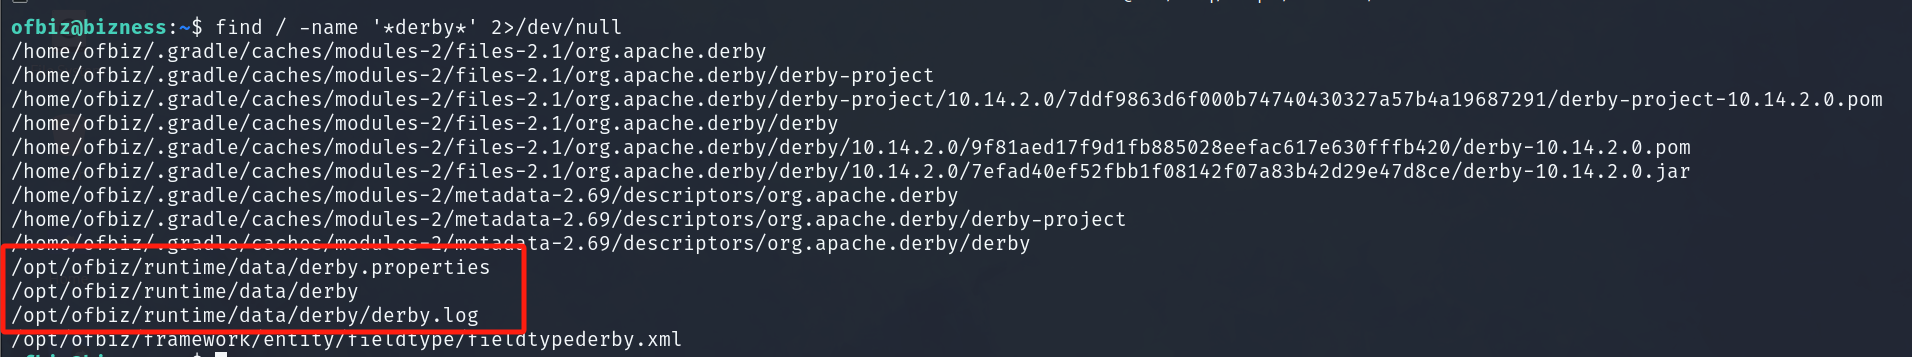 ofbiz@bizness:~$ find / -name '*derby*' 2>/dev/null
/home/ofbiz/.gradle/caches/modules-2/files-2.1/org.apache.derby
/home/ofbiz/.gradle/caches/modules-2/files-2.1/org.apache.derby/derby-project
/home/ofbiz/.gradle/caches/modules-2/files-2.1/org.apache.derby/derby-project/10.14.2.0/7ddf9863d6f000b74740430327a57b4a19687291/derby-project-10.14.2.0.pom
/home/ofbiz/.gradle/caches/modules-2/files-2.1/org.apache.derby/derby
/home/ofbiz/.gradle/caches/modules-2/files-2.1/org.apache.derby/derby/10.14.2.0/9f81aed17f9d1fb885028eefac617e630fffb420/derby-10.14.2.0.pom
/home/ofbiz/.gradle/caches/modules-2/files-2.1/org.apache.derby/derby/10.14.2.0/7efad40ef52fbb1f08142f07a83b42d29e47d8ce/derby-10.14.2.0.jar
/home/ofbiz/.gradle/caches/modules-2/metadata-2.69/descriptors/org.apache.derby
/home/ofbiz/.gradle/caches/modules-2/metadata-2.69/descriptors/org.apache.derby/derby-project
/home/ofbiz/.gradle/caches/modules-2/metadata-2.69/descriptors/org.apache.derby/derby
/opt/ofbiz/runtime/data/derby.properties
/opt/ofbiz/runtime/data/derby
/opt/ofbiz/runtime/data/derby/derby.log
/opt/ofbiz/framework/entity/fieldtype/fieldtypederby.xml